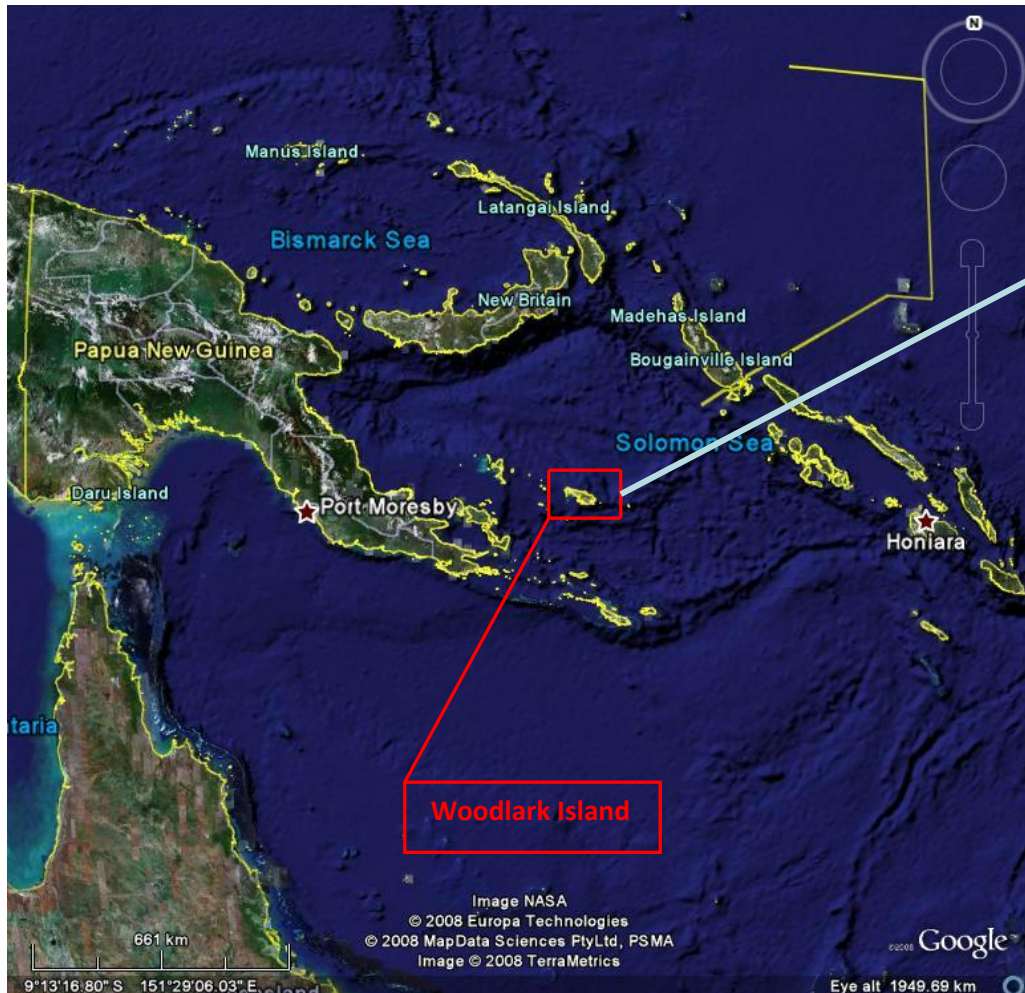 N
Manus Island
Latangai Island
Bismarck Sea
New Britain
Madehas Island
Papua New Guinea
Bougainville Island
Solomon Sea
Daru Island
Port Moresby
Honiara
ntaria
Woodlark Island
Image NASA
© 2008 Europa Technologies
© 2008 MapData Sciences PtyLtd, PSMA
Image © 2008 TerraMetrics
661 km
©2008 Google
9°13'16.80" S 151°29'06.03" E
Eye alt 1949.69 km